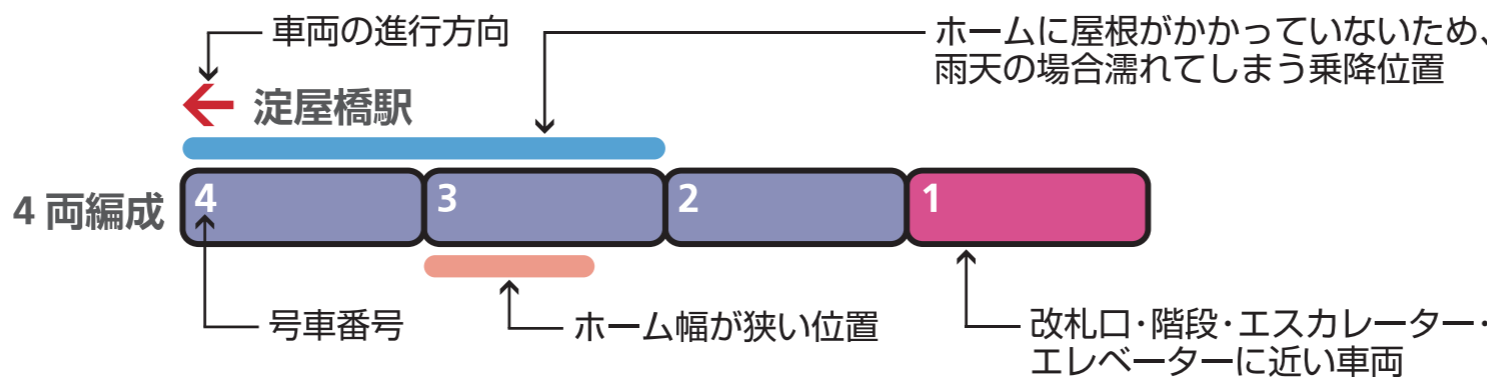 車両の進行方向
ホームに屋根がかかっていないため、
雨天の場合濡れてしまう乗降位置
淀屋橋駅
4両編成
4
3
2
1
号車番号
ホーム幅が狭い位置
改札口・階段・エスカレーター・
エレベーターに近い車両